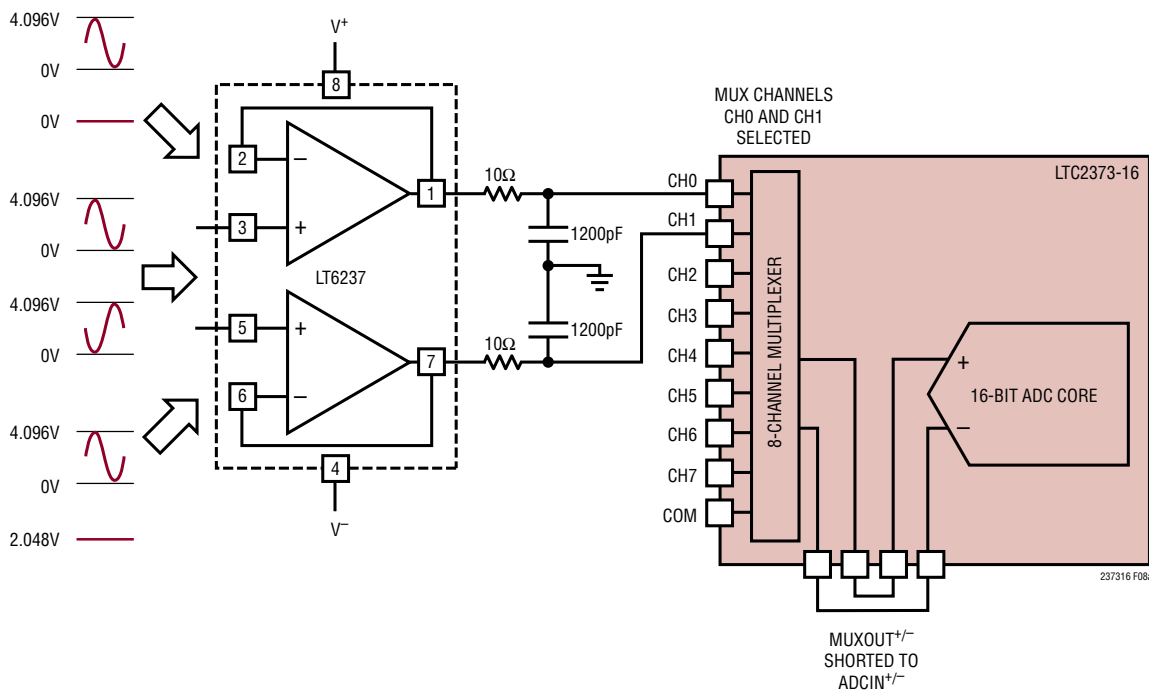 4.096V
0V
0V
4.096V
0V
4.096V
0V
4.096V
0V
2.048V
V+
8
2
–
3
+
1
LT6237
5
+
6
–
7
4
V–
10Ω
1200pF
1200pF
10Ω
MUX CHANNELS
CH0 AND CH1
SELECTED
LTC2373-16
CH0
CH1
CH2
CH3
CH4
CH5
CH6
CH7
COM
8-CHANNEL MULTIPLEXER
+
16-BIT ADC CORE
–
237316 F08a
MUXOUT+/–
SHORTED TO
ADCIN+/–